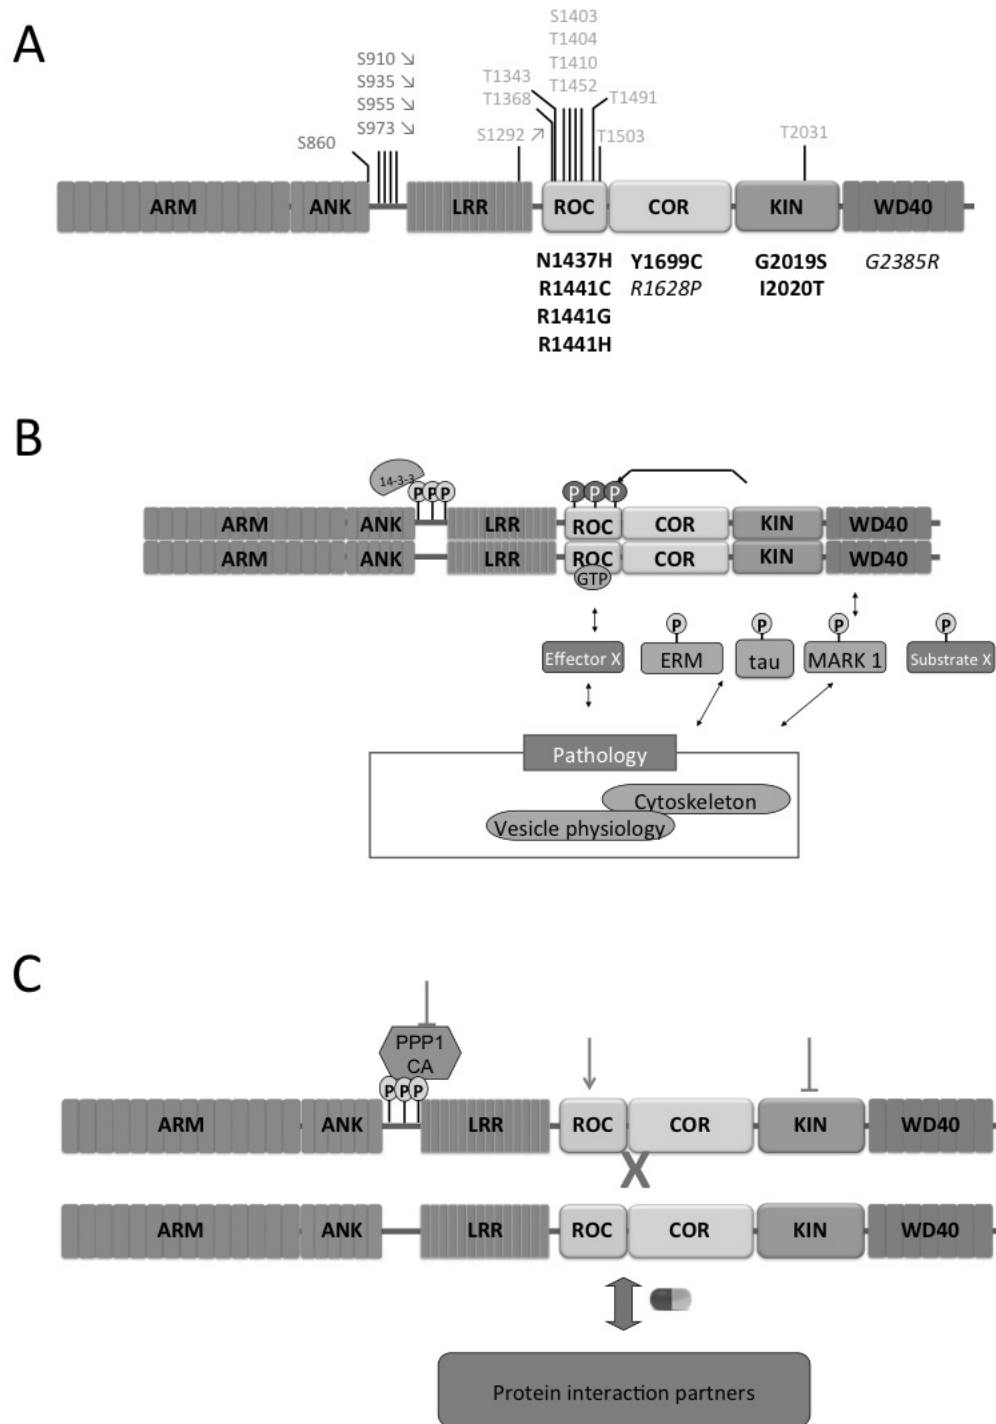 A
S1403
T1404
T1410
T1452
S910 ↘
S935 ↘
S955 ↘
S973 ↘
T1343
T1368
T1491
S860
S1292 ↗
T1503
T2031
ARM ANK LRR ROC COR KIN WD40
N1437H Y1699C G2019S G2385R
R1441C R1628P I2020T
R1441G
R1441H
B
14-3-3
P P P P P P
ARM ANK LRR ROC COR KIN WD40
ARM ANK LRR ROC COR KIN WD40
GTP
P P P P
Effector X ERM tau MARK 1 Substrate X
Pathology
Cytoskeleton
Vesicle physiology
C
PPP1
CA
P P P
ARM ANK LRR ROC COR KIN WD40
X
ARM ANK LRR ROC COR KIN WD40
Protein interaction partners